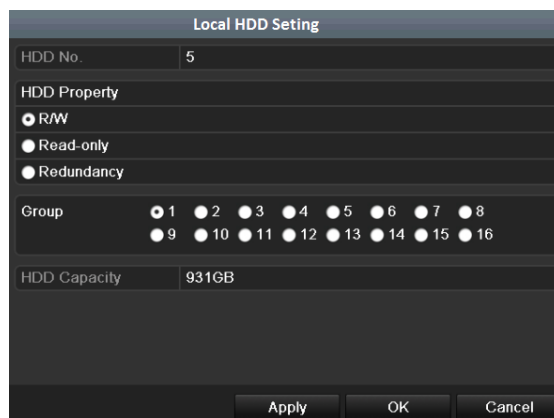 Local HDD Seting
HDD No. 5
HDD Property
R/W
Read-only
Redundancy
Group 1 2 3 4 5 6 7 8
9 10 11 12 13 14 15 16
HDD Capacity 931GB
Apply OK Cancel